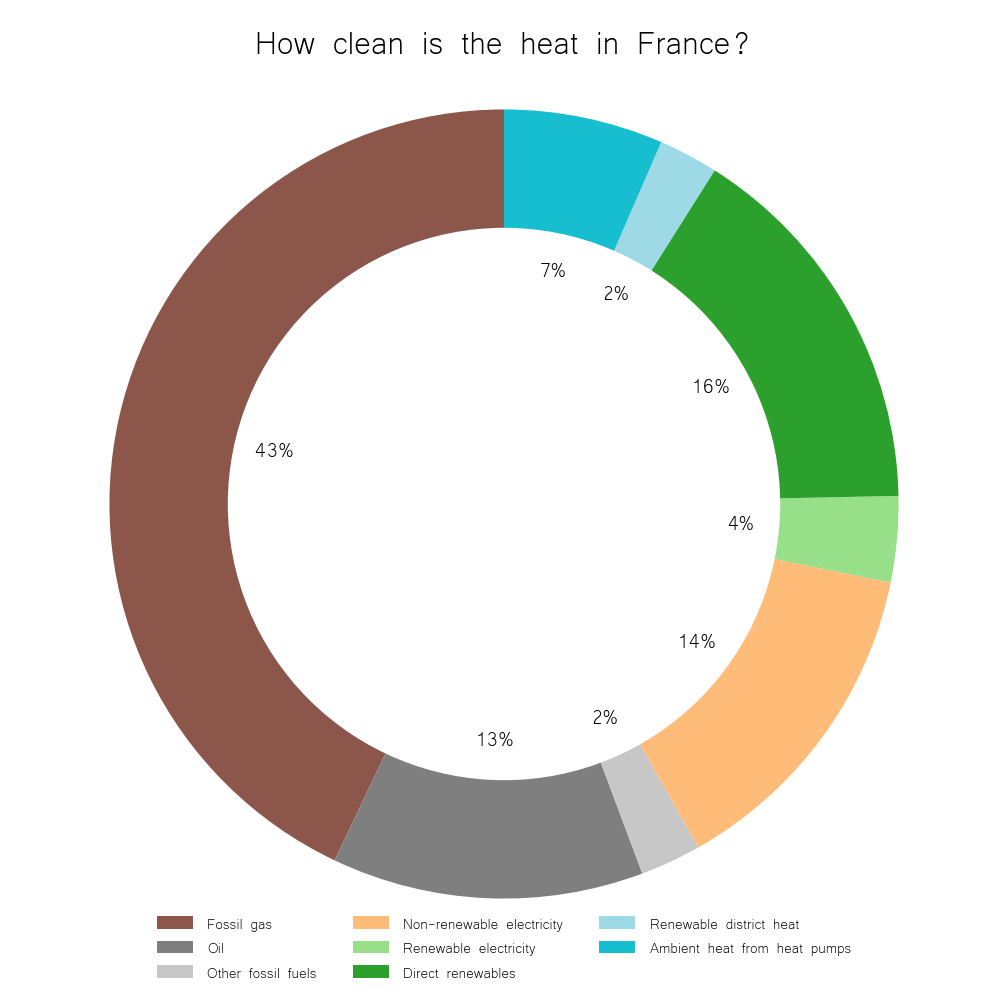 How clean is the heat in France?
7%
2%
16%
43%
4%
14%
2%
13%
Fossil gas
Oil
Other fossil fuels
Non-renewable electricity
Renewable electricity
Direct renewables
Renewable district heat
Ambient heat from heat pumps